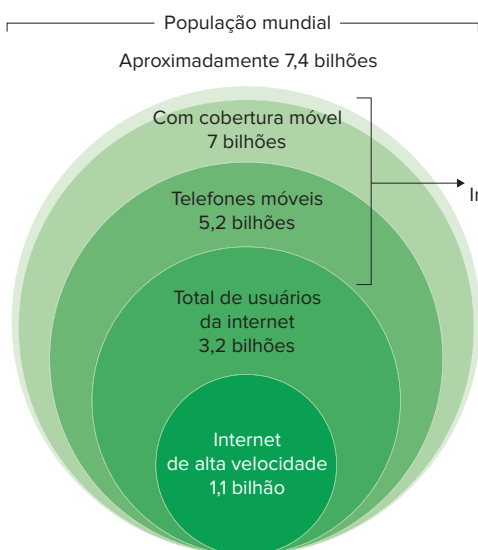 População mundial
Aproximadamente 7,4 bilhões
Com cobertura móvel
7 bilhões
Telefones móveis
5,2 bilhões
Total de usuários
da internet
3,2 bilhões
Internet
de alta velocidade
1,1 bilhão